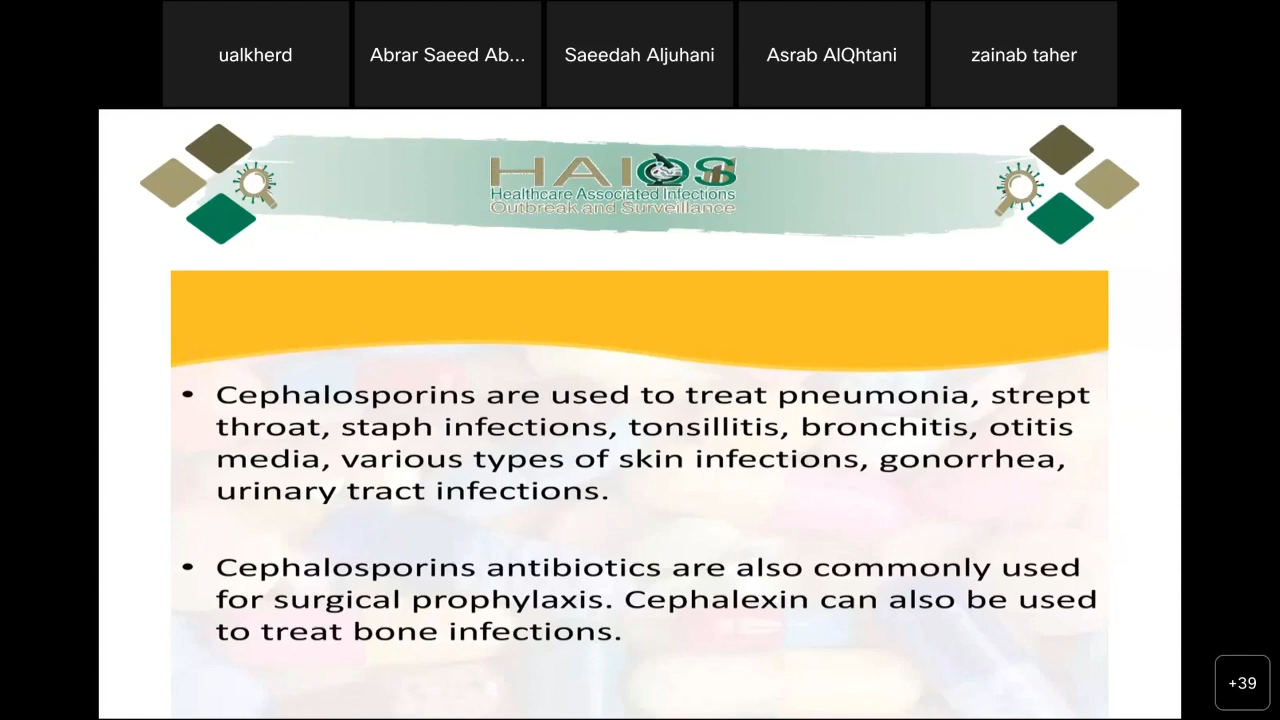 ualkherd
Abrar Saeed Ab...
Saeedah Aljuhani
Asrab AlQhtani
zainab taher
HAIOS
Healthcare Associated Infections
Outbreak and Surveillance
• Cephalosporins are used to treat pneumonia, strept
throat, staph infections, tonsillitis, bronchitis, otitis
media, various types of skin infections, gonorrhea,
urinary tract infections.
• Cephalosporins antibiotics are also commonly used
for surgical prophylaxis. Cephalexin can also be used
to treat bone infections.
+39